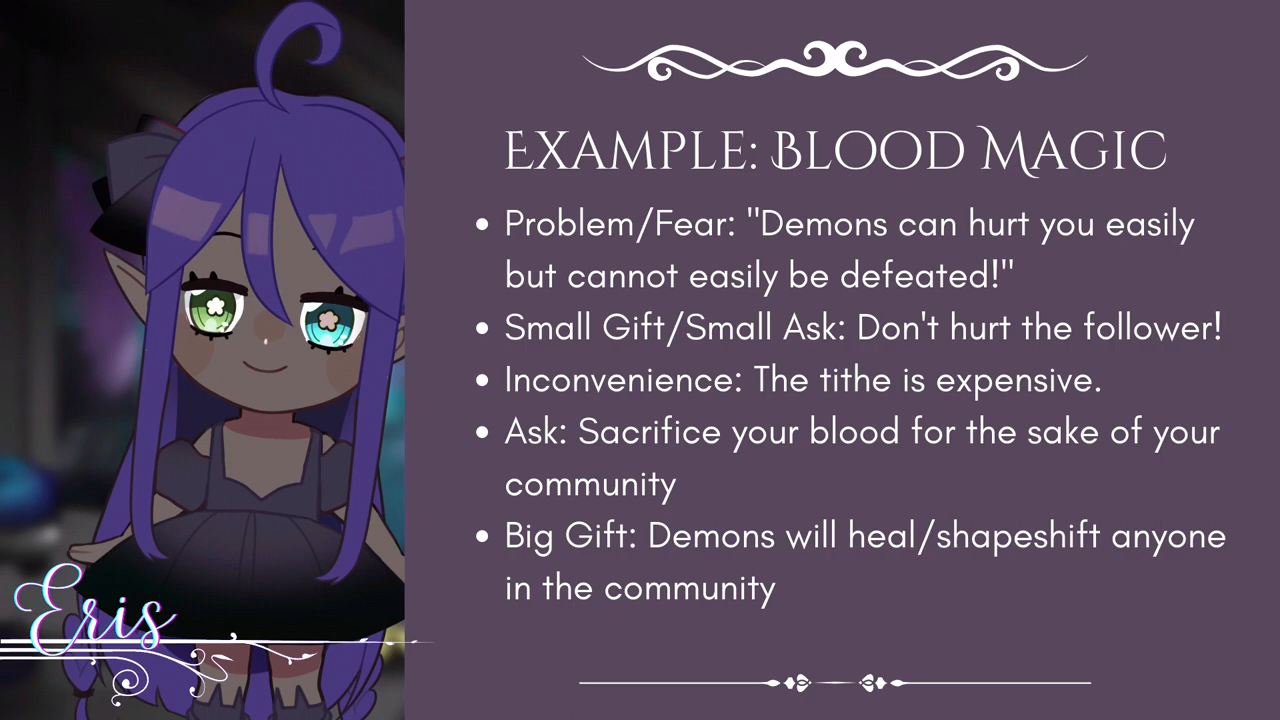 Example: Blood Magic
• Problem/Fear: "Demons can hurt you easily
but cannot easily be defeated!"
• Small Gift/Small Ask: Don't hurt the follower!
• Inconvenience: The tithe is expensive.
• Ask: Sacrifice your blood for the sake of your
community
• Big Gift: Demons will heal/shapeshift anyone
in the community
Eris